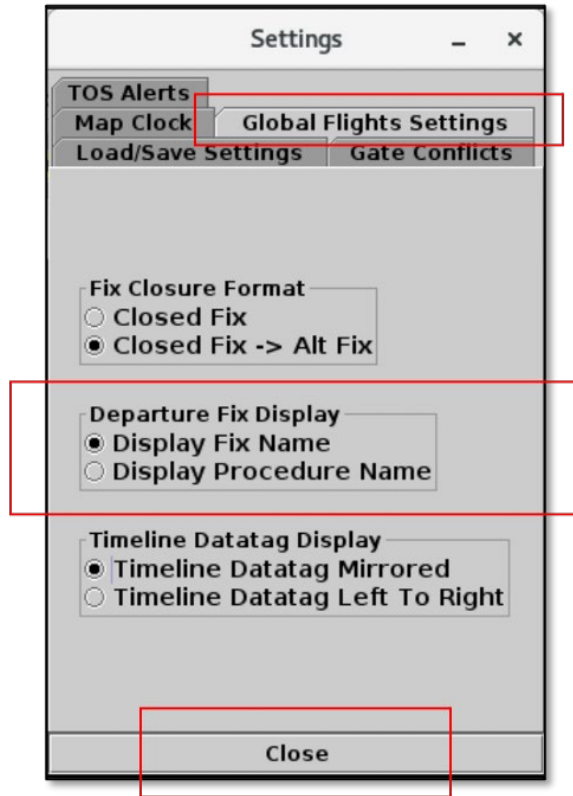 Settings
TOS Alerts
Map Clock Global Flights Settings
Load/Save Settings Gate Conflicts
Fix Closure Format
Closed Fix
Closed Fix -> Alt Fix
Departure Fix Display
Display Fix Name
Display Procedure Name
Timeline Datatag Display
Timeline Datatag Mirrored
Timeline Datatag Left To Right
Close